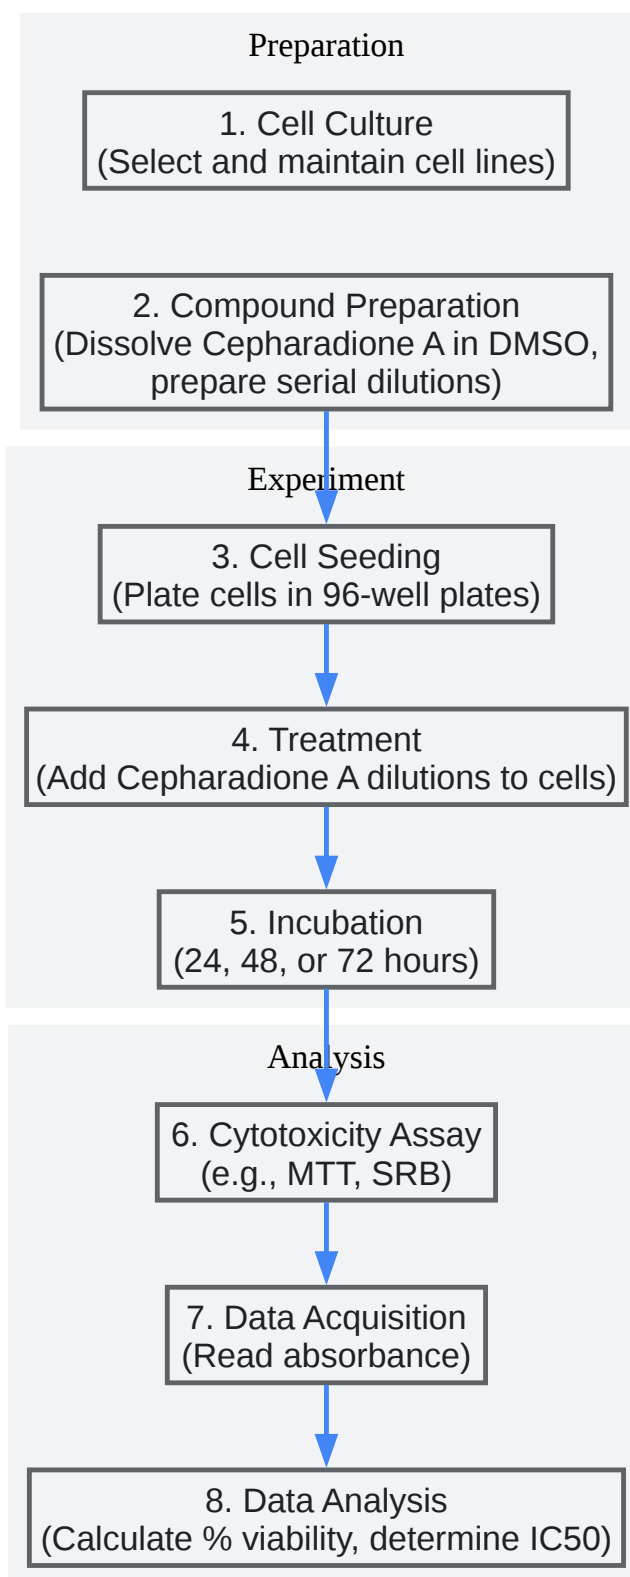 Preparation
1. Cell Culture
(Select and maintain cell lines)
2. Compound Preparation
(Dissolve Cepharadione A in DMSO,
prepare serial dilutions)
Experiment
3. Cell Seeding
(Plate cells in 96-well plates)
4. Treatment
(Add Cepharadione A dilutions to cells)
5. Incubation
(24, 48, or 72 hours)
Analysis
6. Cytotoxicity Assay
(e.g., MTT, SRB)
7. Data Acquisition
(Read absorbance)
8. Data Analysis
(Calculate % viability, determine IC50)